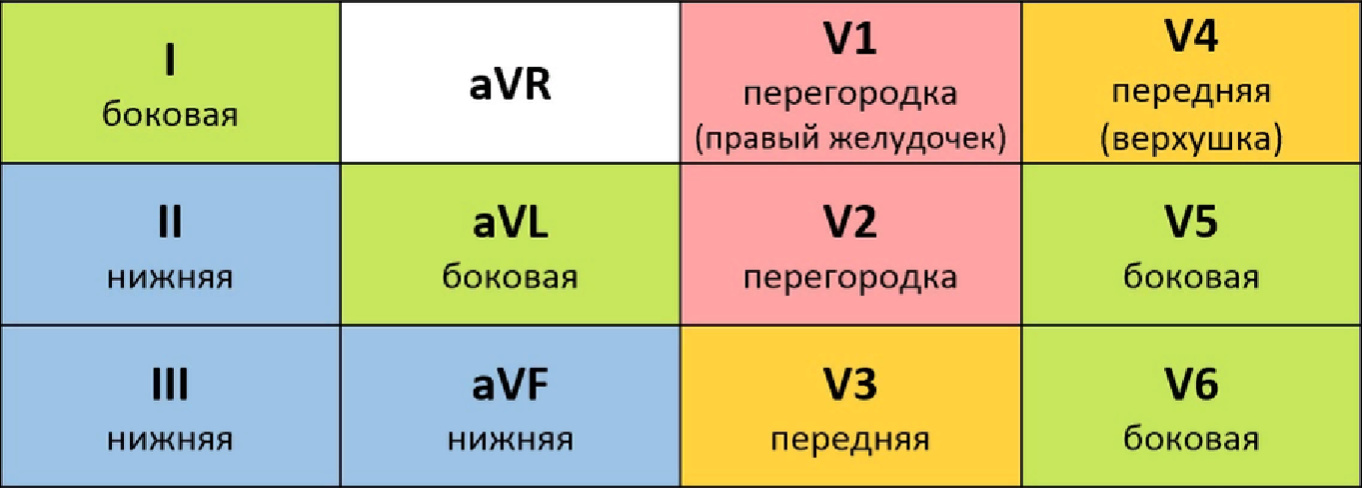 I
боковая
aVR
V1
перегородка
(правый желудочек)
V4
передняя
(верхушка)
II
нижняя
aVL
боковая
V2
перегородка
V5
боковая
III
нижняя
aVF
нижняя
V3
передняя
V6
боковая